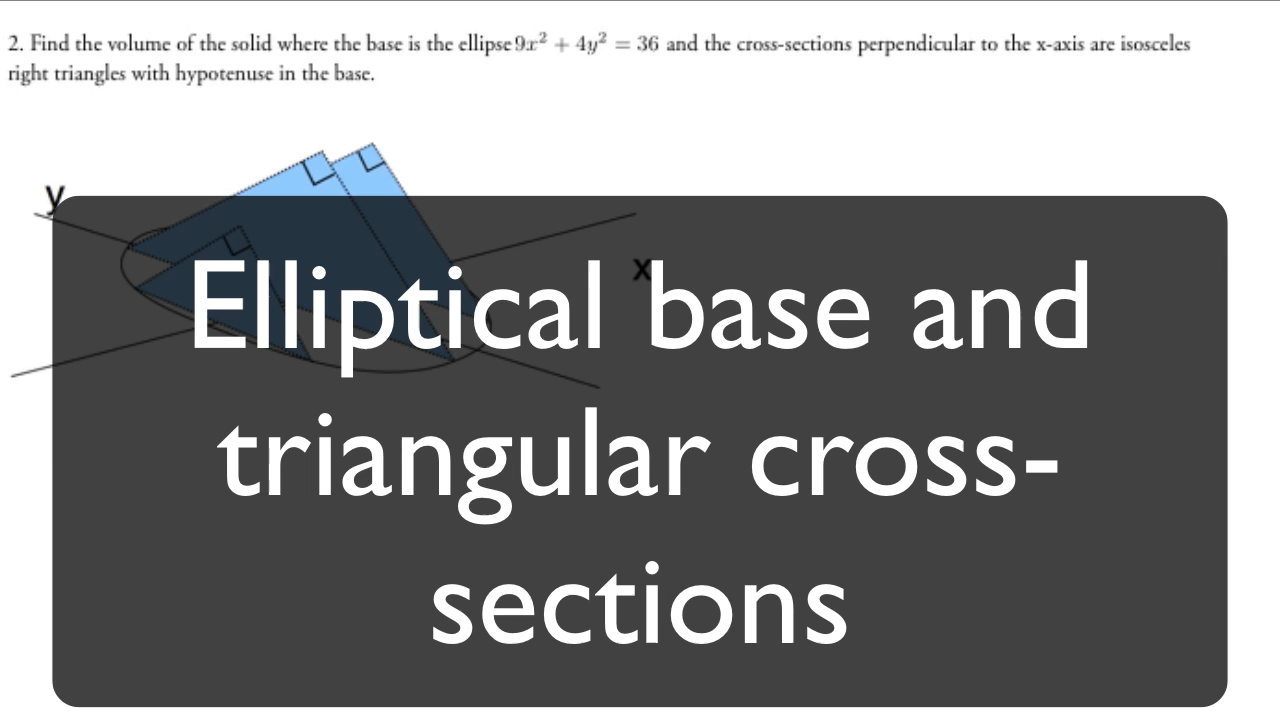 2. Find the volume of the solid where the base is the ellipse 9x² + 4y² = 36 and the cross-sections perpendicular to the x-axis are isosceles
right triangles with hypotenuse in the base.
y
x
Elliptical base and
triangular cross-
sections